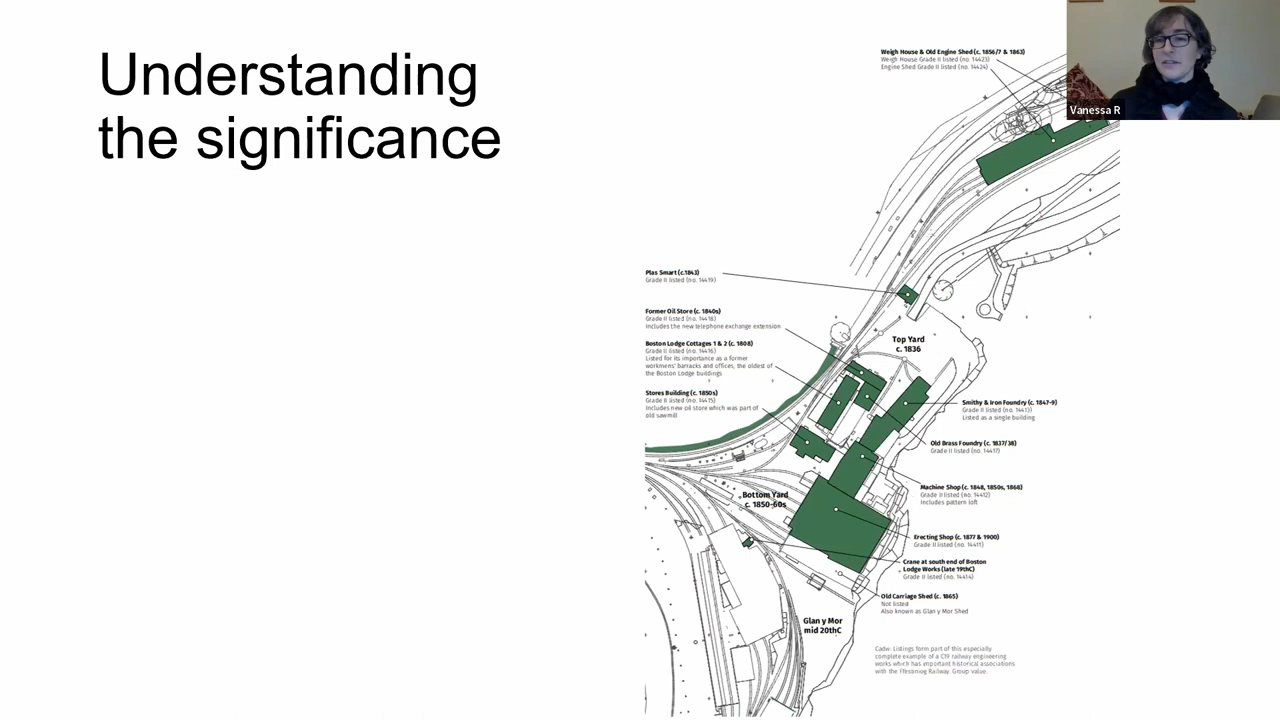 Understanding
the significance
Vanessa R
Weigh House & Old Engine Shed (c. 1856/7 & 1863)
Weigh House Grade II listed (no. 14423)
Engine Shed Grade II listed (no. 14424)
Plas Smart (c.1843)
Grade II listed (no. 14419)
Former Oil Store (c. 1840s)
Grade II listed (no. 14418)
Includes the new telephone exchange extension
Boston Lodge Cottages 1 & 2 (c. 1808)
Grade II listed (no. 14416)
Listed for its importance as a former
workmens' barracks and offices, the oldest of
the Boston Lodge buildings
Stores Building (c. 1850s)
Grade II listed (no. 14415)
Includes new oil store which was part of
old sawmill
Top Yard
c. 1836
Smithy & Iron Foundry (c. 1847-9)
Grade II listed (no. 14413)
Listed as a single building
Old Brass Foundry (c. 1837/38)
Grade II listed (no. 14417)
Machine Shop (c. 1848, 1850s, 1868)
Grade II listed (no. 14412)
Includes pattern loft
Bottom Yard
c. 1850-60s
Erecting Shop (c. 1877 & 1900)
Grade II listed (no. 14411)
Crane at south end of Boston
Lodge Works (late 19thC)
Grade II listed (no. 14414)
Old Carriage Shed (c. 1865)
Not listed
Also known as Glan y Mor Shed
Glan y Mor
mid 20thC
Cadw: Listings form part of this especially
complete example of a C19 railway engineering
works which has important historical associations
with the Ffestiniog Railway. Group value.